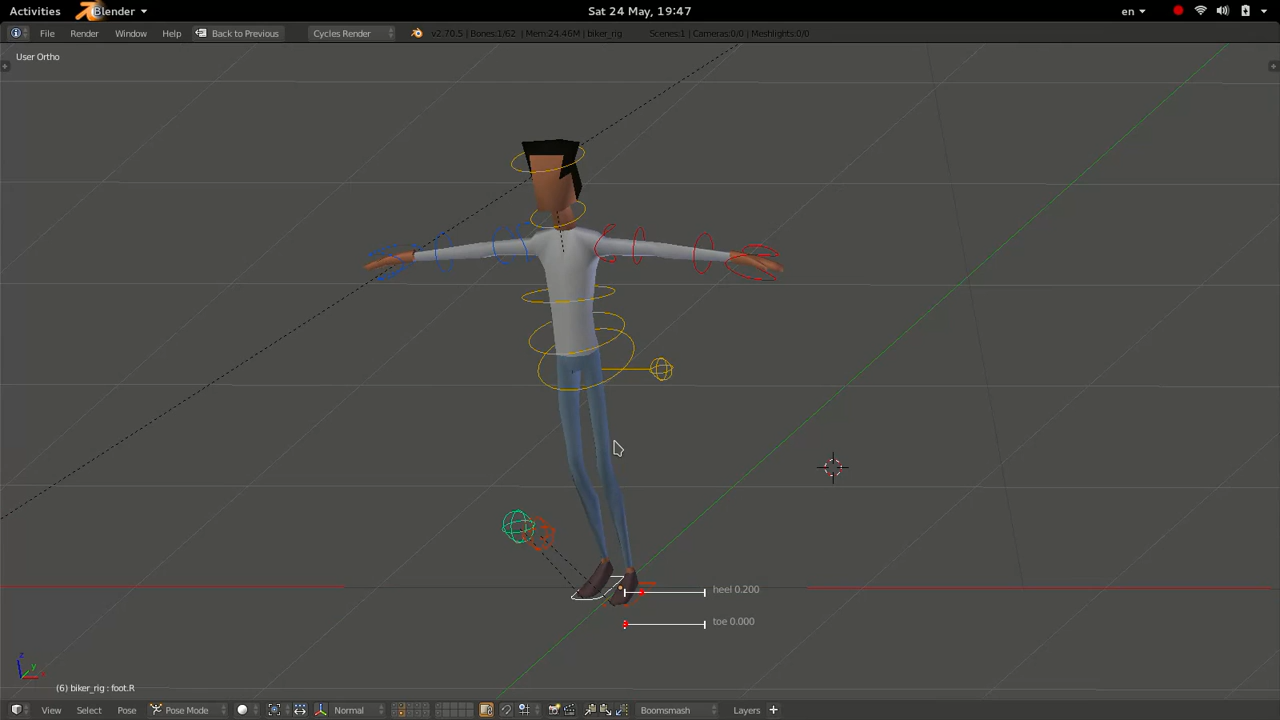 Activities Blender Sat 24 May, 19:47 en
File Render Window Help Back to Previous Cycles Render v2.70.5 | Bones:1/62 | Mem:24.46M | biker_rig Scenes:1 | Cameras:0/0 | Meshlights:0/0
User Ortho
heel 0.200
toe 0.000
z
y
x
(6) biker_rig : foot.R
View Select Pose Pose Mode Normal Boomsmash Layers